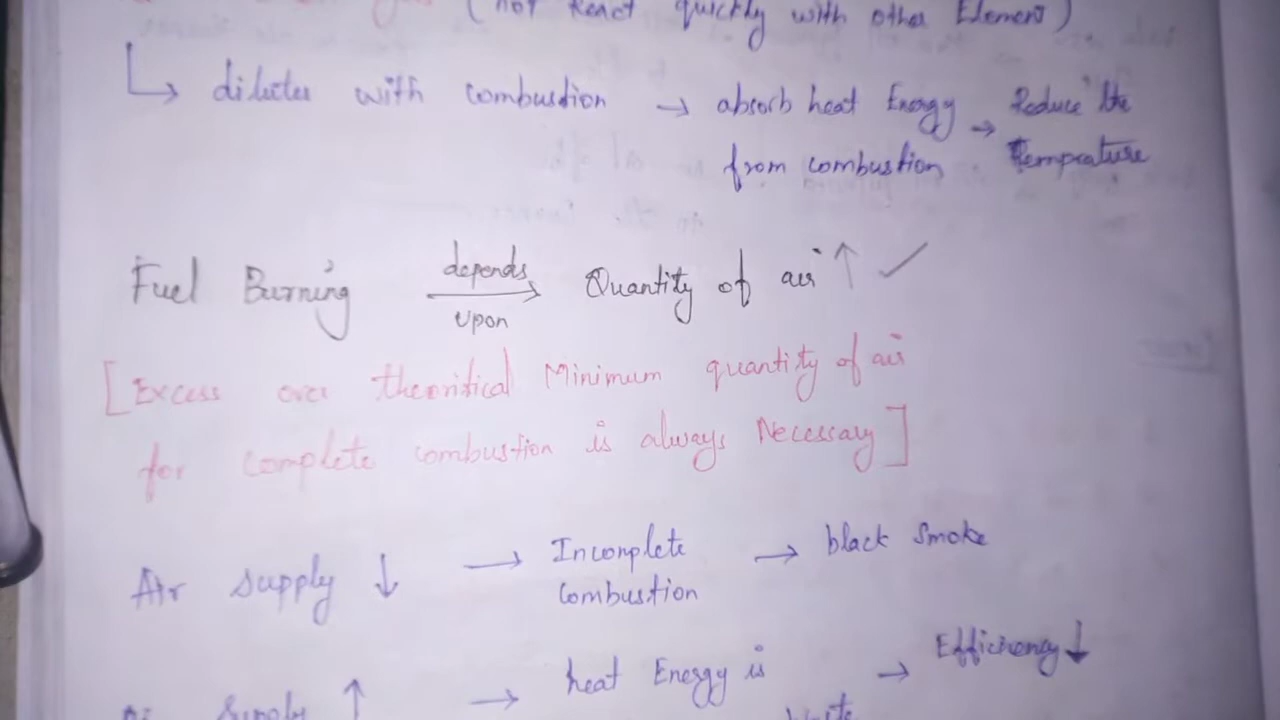 (not React quickly with other Element)
↳ dilutes with combustion → absorb heat Energy → Reduce the
from combustion Temprature
Fuel Burning depends upon → Quantity of air ↑ ✓
[Excess over theoritical Minimum quantity of air
for complete combustion is always Necessary]
Air Supply ↓ → Incomplete Combustion → black Smoke
Supply ↑ → heat Energy is → Efficiency ↓